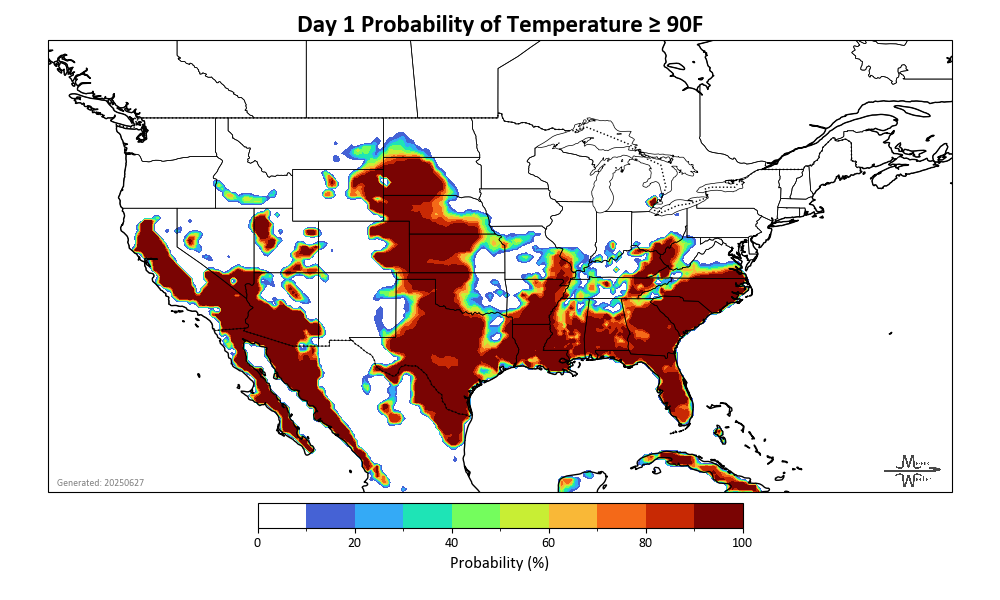 Day 1 Probability of Temperature ≥ 90F
Generated: 20250627
0 20 40 60 80 100
Probability (%)